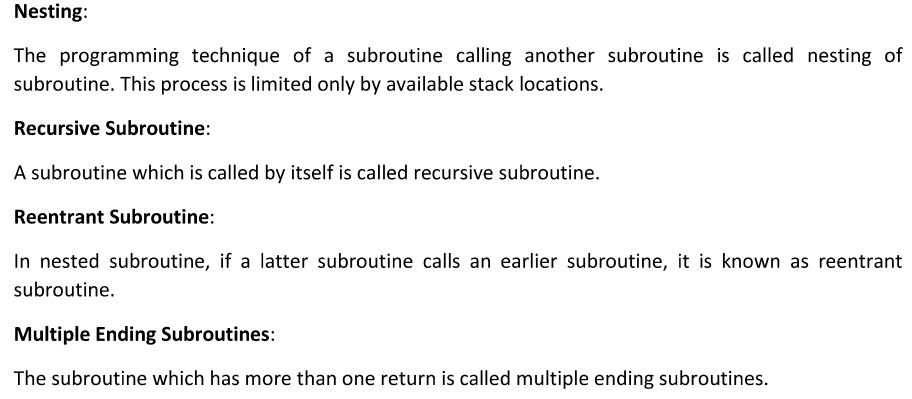 Nesting:
The programming technique of a subroutine calling another subroutine is called nesting of
subroutine. This process is limited only by available stack locations.
Recursive Subroutine:
A subroutine which is called by itself is called recursive subroutine.
Reentrant Subroutine:
In nested subroutine, if a latter subroutine calls an earlier subroutine, it is known as reentrant
subroutine.
Multiple Ending Subroutines:
The subroutine which has more than one return is called multiple ending subroutines.